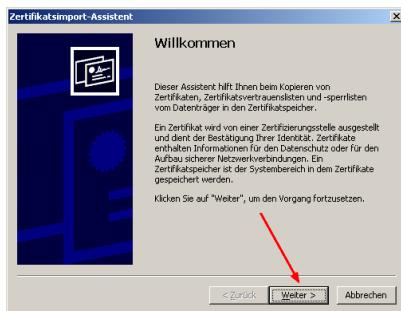 Zertifikatsimport-Assistent
Willkommen
Dieser Assistent hilft Ihnen beim Kopieren von
Zertifikaten, Zertifikatsvertrauenslisten und -sperrlisten
vom Datenträger in den Zertifikatspeicher.
Ein Zertifikat wird von einer Zertifizierungsstelle ausgestellt
und dient der Bestätigung Ihrer Identität. Zertifikate
enthalten Informationen für den Datenschutz oder für den
Aufbau sicherer Netzwerkverbindungen. Ein
Zertifikatspeicher ist der Systembereich in dem Zertifikate
gespeichert werden.
Klicken Sie auf "Weiter", um den Vorgang fortzusetzen.
< Zurück Weiter > Abbrechen